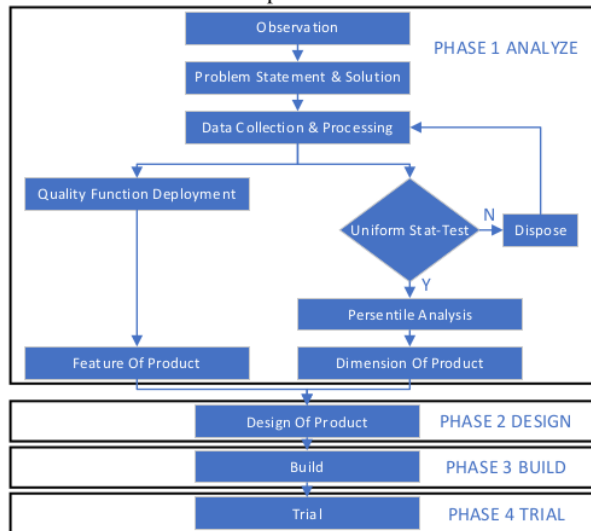 Observation
PHASE 1 ANALYZE
Problem Statement & Solution
Data Collection & Processing
Quality Function Deployment
Uniform Stat-Test
N
Dispose
Y
Persentile Analysis
Feature Of Product
Dimension Of Product
Design Of Product
PHASE 2 DESIGN
Build
PHASE 3 BUILD
Trial
PHASE 4 TRIAL